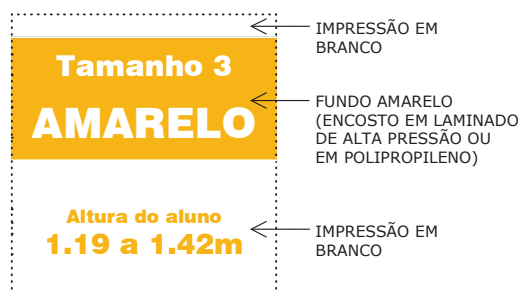 IMPRESSÃO EM
BRANCO
Tamanho 3
AMARELO
FUNDO AMARELO
(ENCOSTO EM LAMINADO
DE ALTA PRESSÃO OU
EM POLIPROPILENO)
Altura do aluno
1.19 a 1.42m
IMPRESSÃO EM
BRANCO